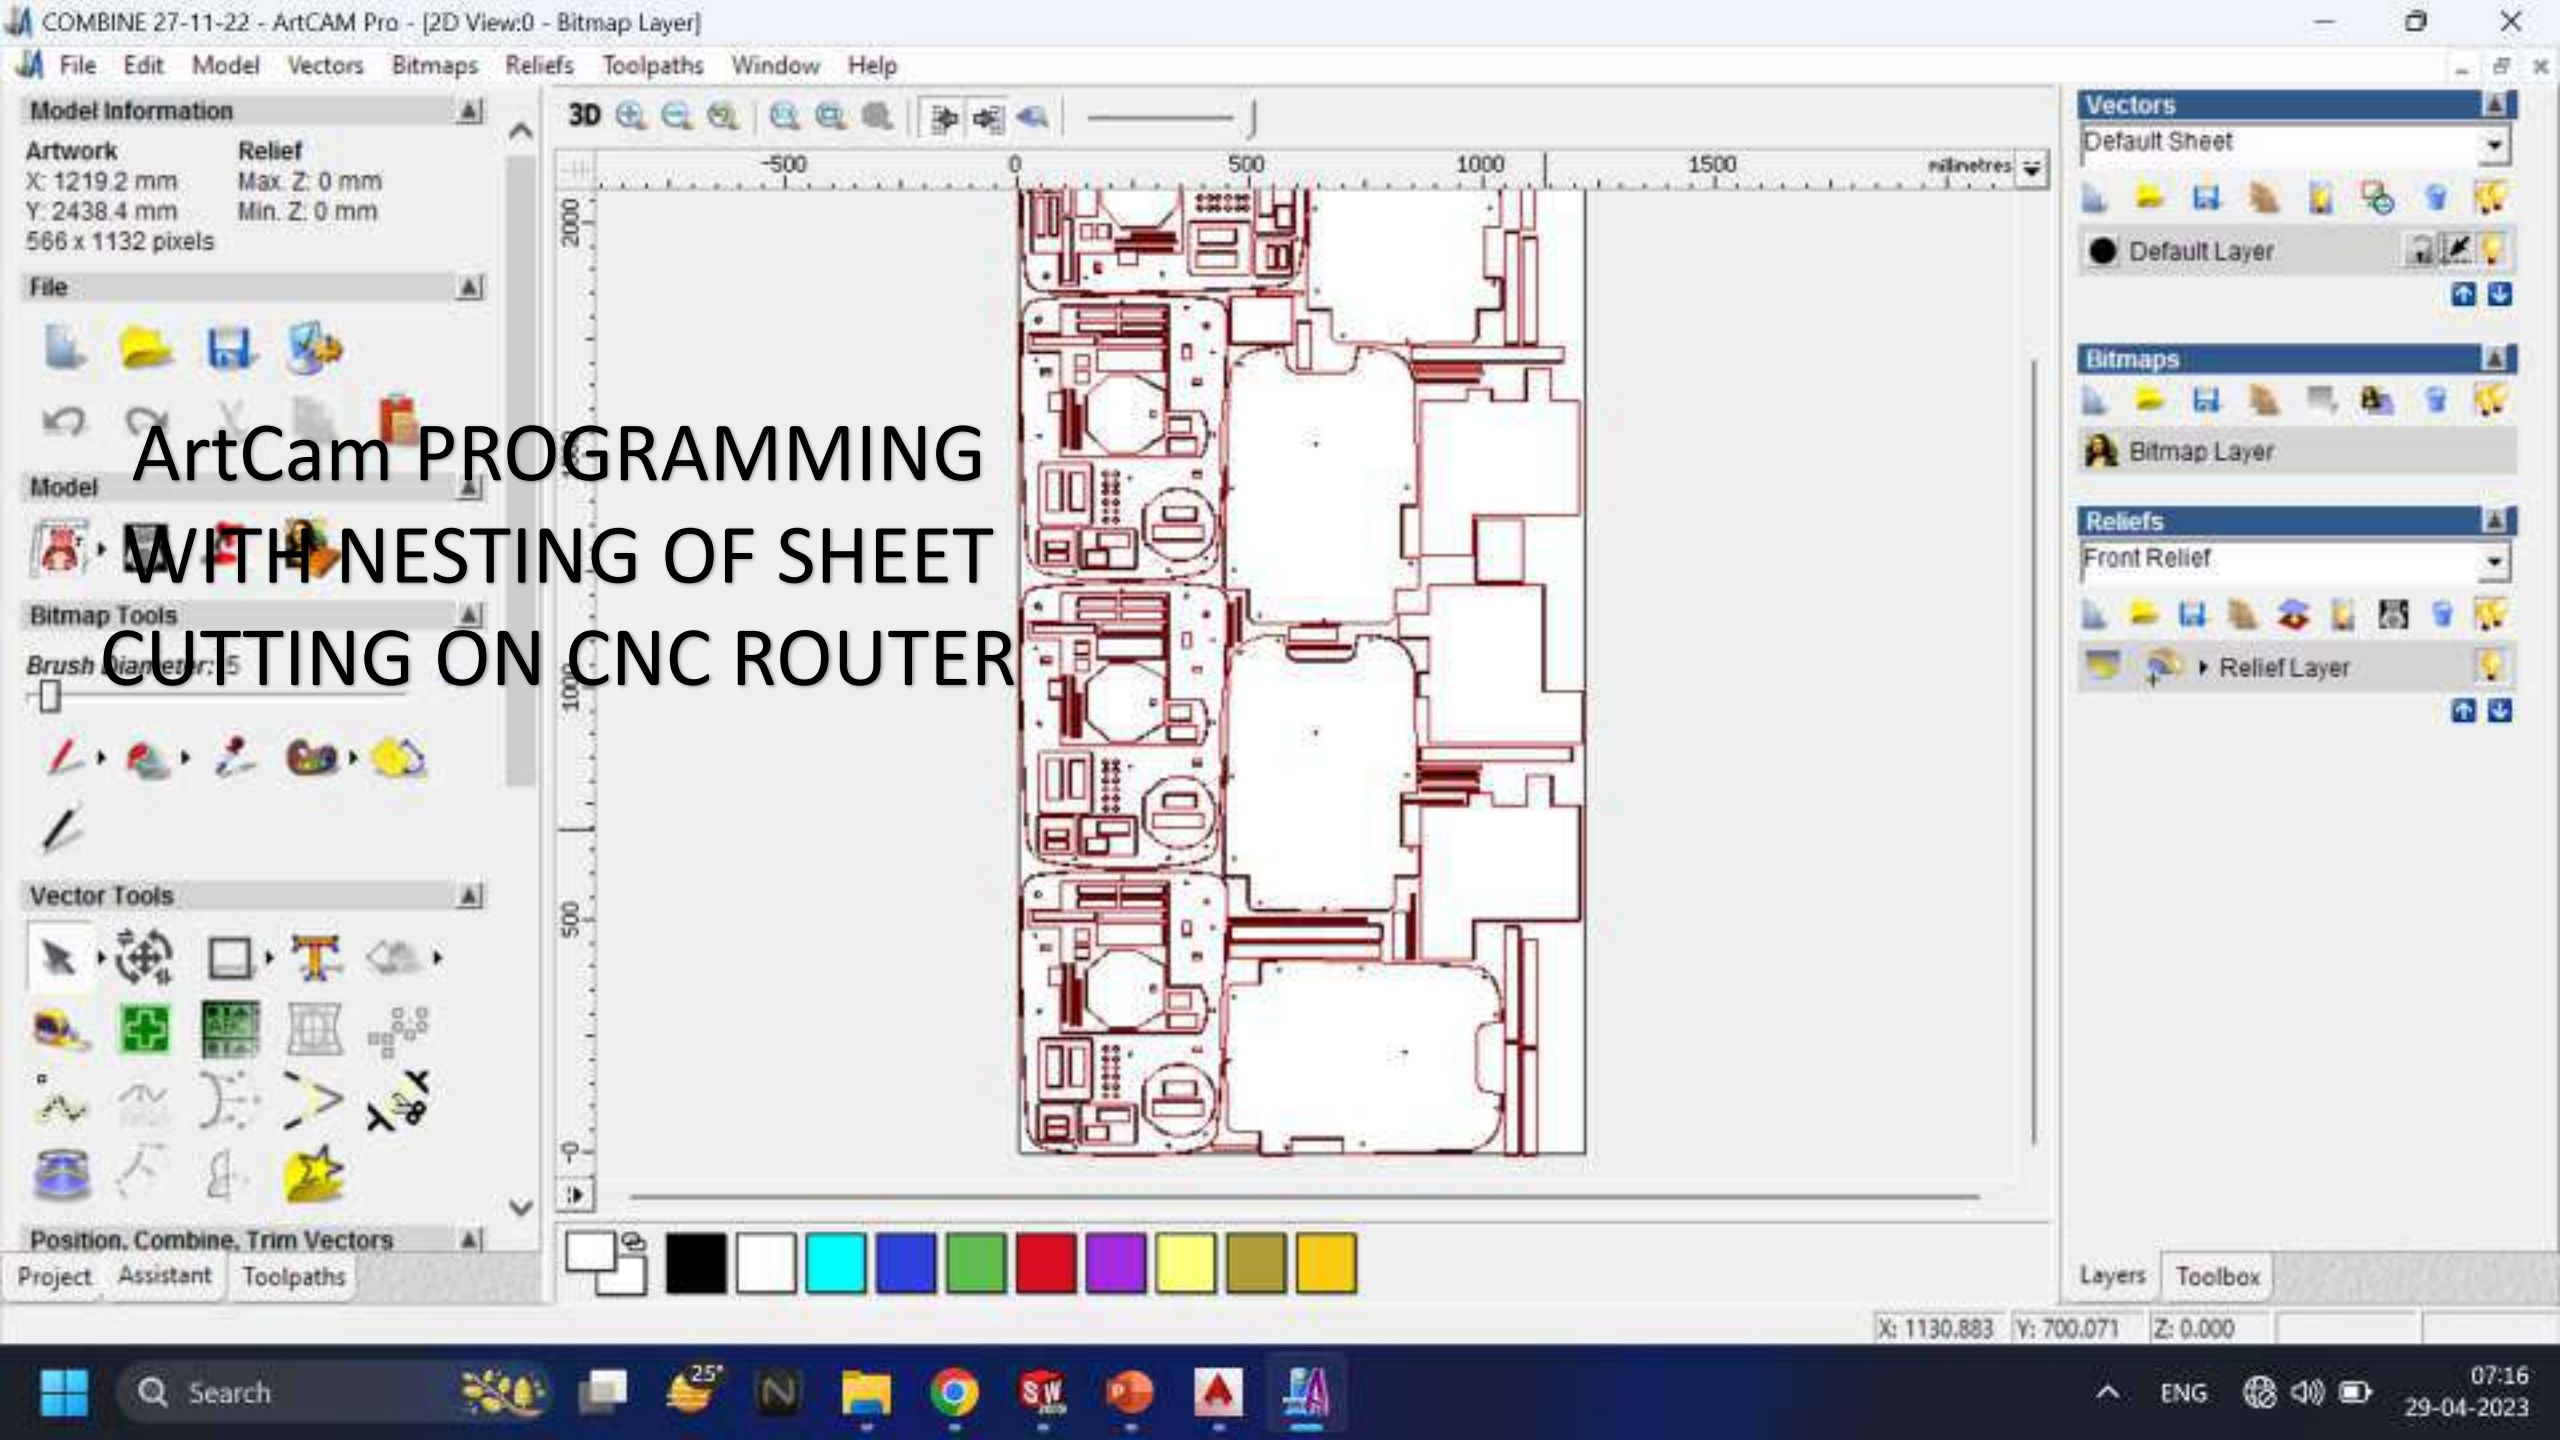 COMBINE 27-11-22 - ArtCAM Pro - [2D View:0 - Bitmap Layer]
File Edit Model Vectors Bitmaps Reliefs Toolpaths Window Help
Model Information
Artwork Relief
X: 1219.2 mm Max. Z: 0 mm
Y: 2438.4 mm Min. Z: 0 mm
566 x 1132 pixels
File
Model
Bitmap Tools
Brush Diameter: 5
Vector Tools
Position, Combine, Trim Vectors
Project Assistant Toolpaths
3D
-500 0 500 1000 1500 millimetres
2000
1000
500
-0
ArtCam PROGRAMMING
WITH NESTING OF SHEET
CUTTING ON CNC ROUTER
Vectors
Default Sheet
Default Layer
Bitmaps
Bitmap Layer
Reliefs
Front Relief
Relief Layer
Layers Toolbox
X: 1130.883 Y: 700.071 Z: 0.000
Search
25°
ENG
07:16
29-04-2023